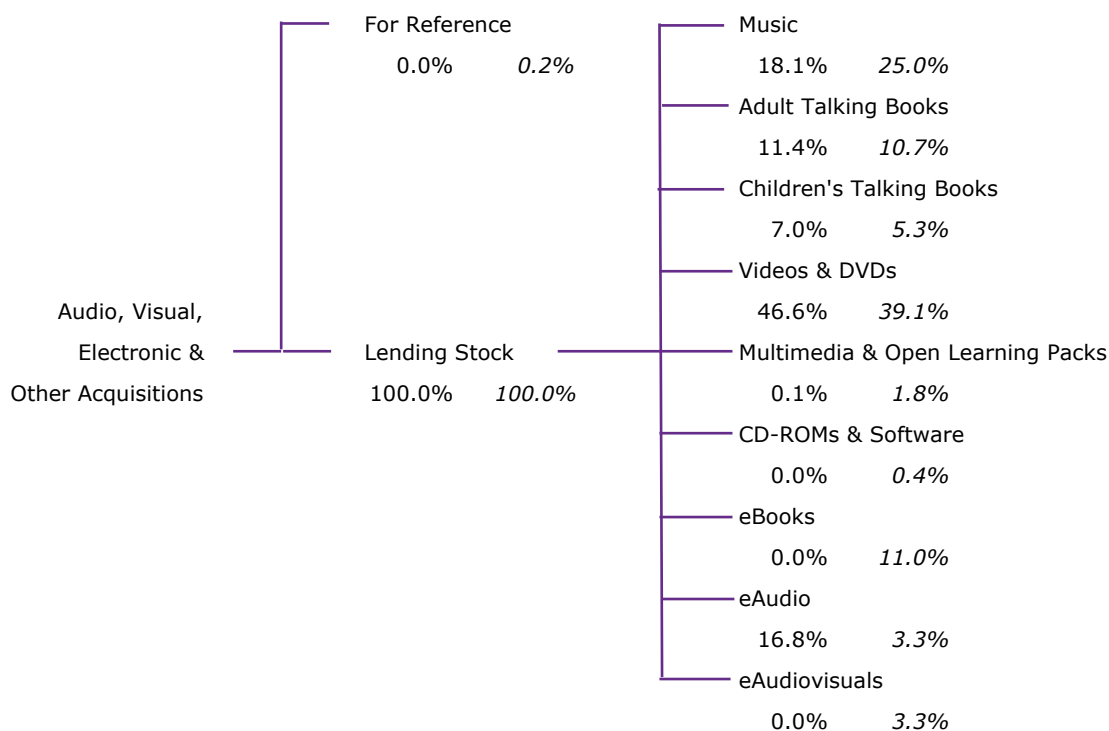 For Reference
0.0% 0.2%
Audio, Visual,
Electronic &
Other Acquisitions
Lending Stock
100.0% 100.0%
Music
18.1% 25.0%
Adult Talking Books
11.4% 10.7%
Children's Talking Books
7.0% 5.3%
Videos & DVDs
46.6% 39.1%
Multimedia & Open Learning Packs
0.1% 1.8%
CD-ROMs & Software
0.0% 0.4%
eBooks
0.0% 11.0%
eAudio
16.8% 3.3%
eAudiovisuals
0.0% 3.3%